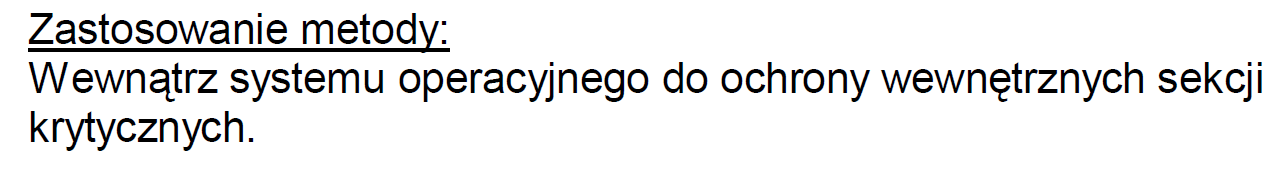 Zastosowanie metody:
Wewnątrz systemu operacyjnego do ochrony wewnętrznych sekcji
krytycznych.